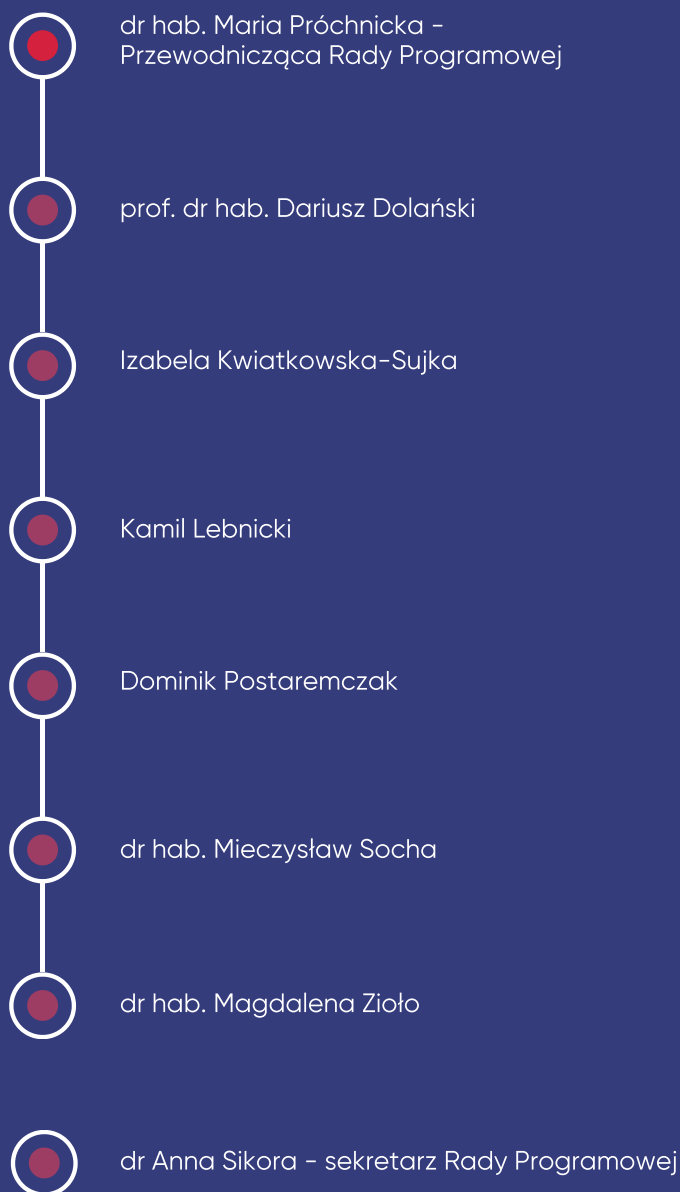 dr hab. Maria Próchnicka -
Przewodnicząca Rady Programowej
prof. dr hab. Dariusz Dolański
Izabela Kwiatkowska-Sujka
Kamil Lebnicki
Dominik Postaremczak
dr hab. Mieczysław Socha
dr hab. Magdalena Zioło
dr Anna Sikora - sekretarz Rady Programowej